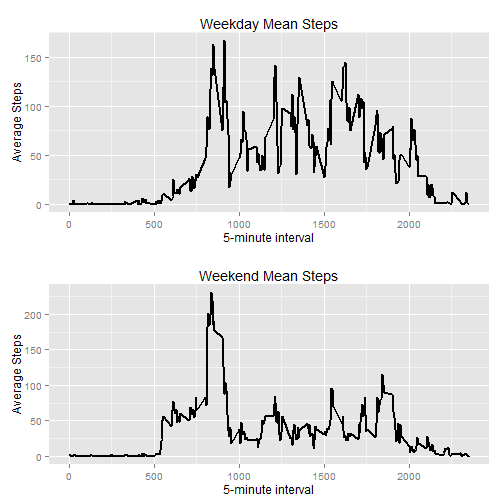 Weekday Mean Steps
Average Steps
150
100
50
0
0 500 1000 1500 2000
5-minute interval
Weekend Mean Steps
Average Steps
200
150
100
50
0
0 500 1000 1500 2000
5-minute interval